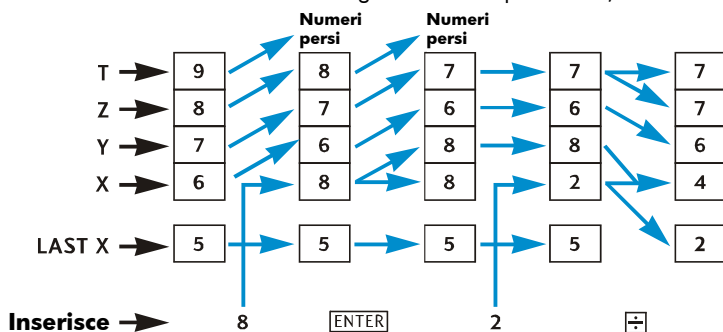 Numeri persi Numeri persi
T 9 8 7 7 7
Z 8 7 6 6 7
Y 7 6 8 8 6
X 6 8 8 2 4
LAST X 5 5 5 5 2
Inserisce 8 ENTER 2 ÷